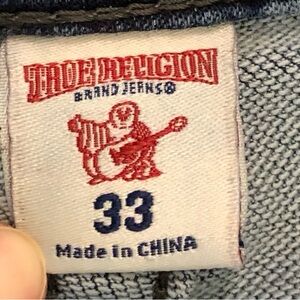 TRUE RELIGION
BRAND JEANS®
33
Made in CHINA